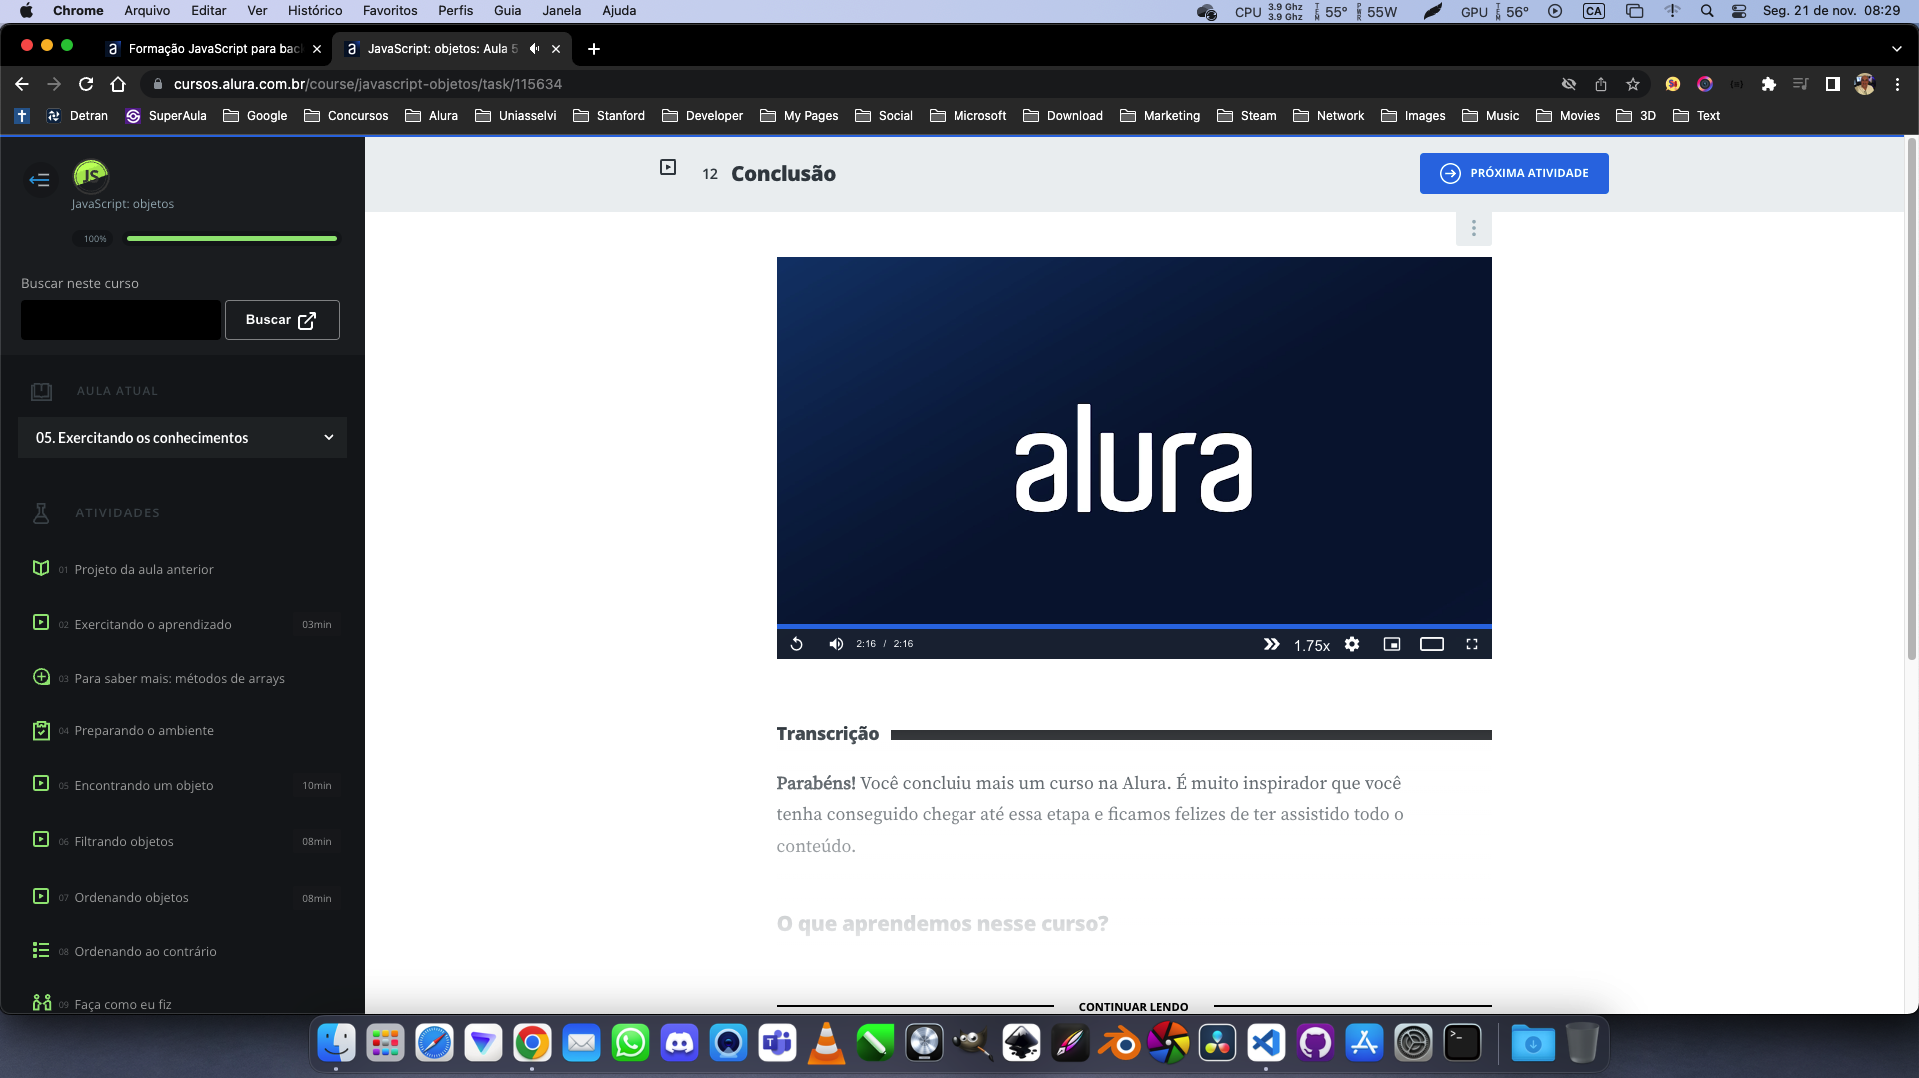 Chrome Arquivo Editar Ver Histórico Favoritos Perfis Guia Janela Ajuda
CPU 3.9 Ghz 3.9 Ghz 55° 55W GPU 56° CA Seg. 21 de nov. 08:29
Formação JavaScript para bac
JavaScript: objetos: Aula 5
cursos.alura.com.br/course/javascript-objetos/task/115634
Detran SuperAula Google Concursos Alura Uniasselvi Stanford Developer My Pages Social Microsoft Download Marketing Steam Network Images Music Movies 3D Text
JS
JavaScript: objetos
100%
Buscar neste curso
Buscar
AULA ATUAL
05. Exercitando os conhecimentos
ATIVIDADES
01 Projeto da aula anterior
02 Exercitando o aprendizado 03min
03 Para saber mais: métodos de arrays
04 Preparando o ambiente
05 Encontrando um objeto 10min
06 Filtrando objetos 08min
07 Ordenando objetos 08min
08 Ordenando ao contrário
09 Faça como eu fiz
12 Conclusão
PRÓXIMA ATIVIDADE
alura
2:16 / 2:16 1.75x
Transcrição
Parabéns! Você concluiu mais um curso na Alura. É muito inspirador que você
tenha conseguido chegar até essa etapa e ficamos felizes de ter assistido todo o
conteúdo.
O que aprendemos nesse curso?
CONTINUAR LENDO